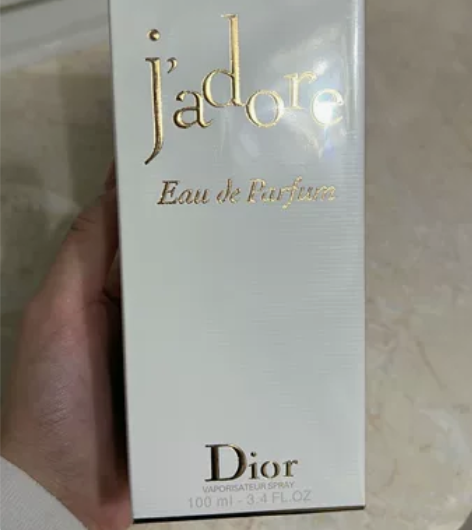 j'adore
Eau de Parfum
Dior
VAPORISATEUR SPRAY
100 ml - 3.4 FL.OZ